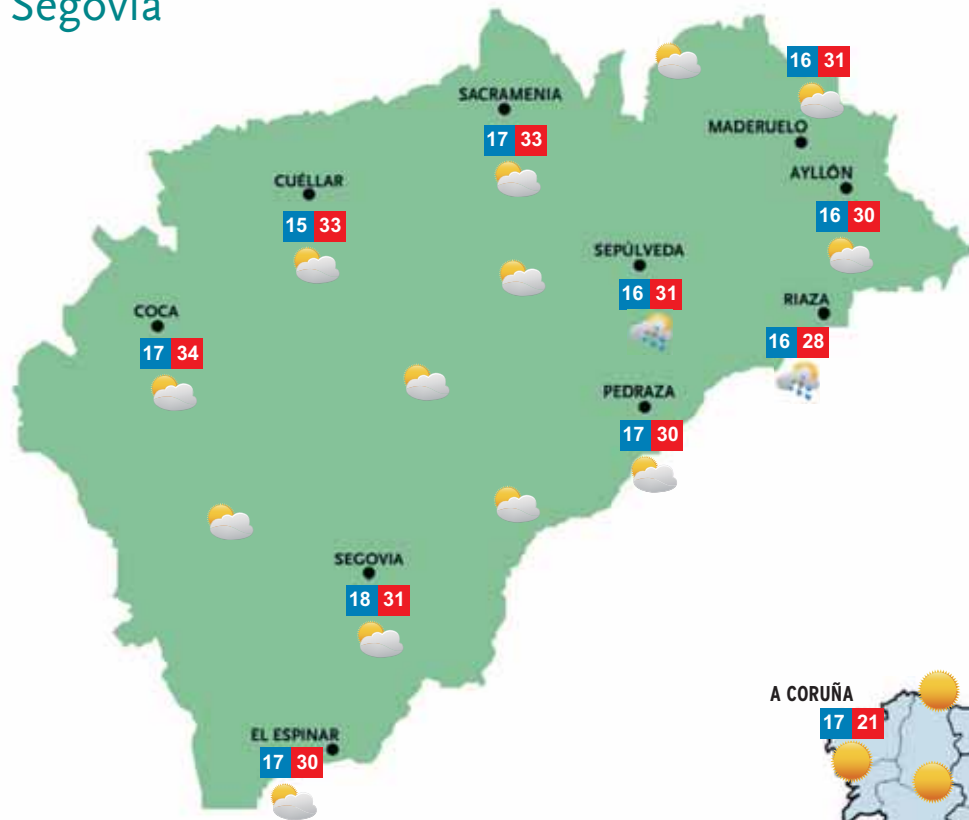 Segovia
16 31
SACRAMENIA
17 33
MADERUELO
CUÉLLAR
15 33
AYLLÓN
16 30
SEPÚLVEDA
16 31
COCA
17 34
RIAZA
16 28
PEDRAZA
17 30
SEGOVIA
18 31
EL ESPINAR
17 30
A CORUÑA
17 21